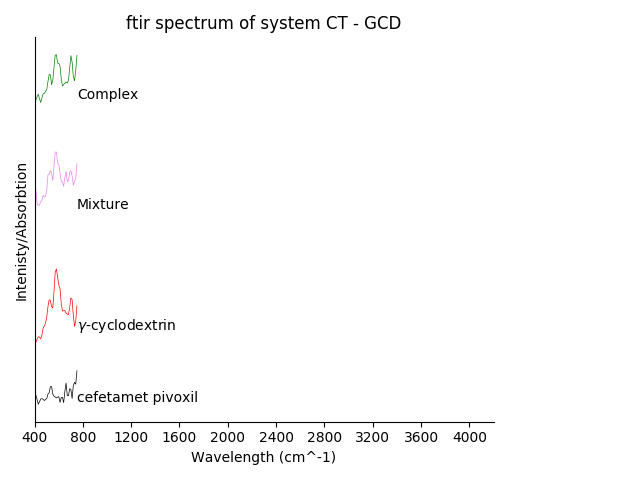 ftir spectrum of system CT - GCD
Complex
Mixture
γ-cyclodextrin
cefetamet pivoxil
Intenisty/Absorbtion
400 800 1200 1600 2000 2400 2800 3200 3600 4000
Wavelength (cm^-1)